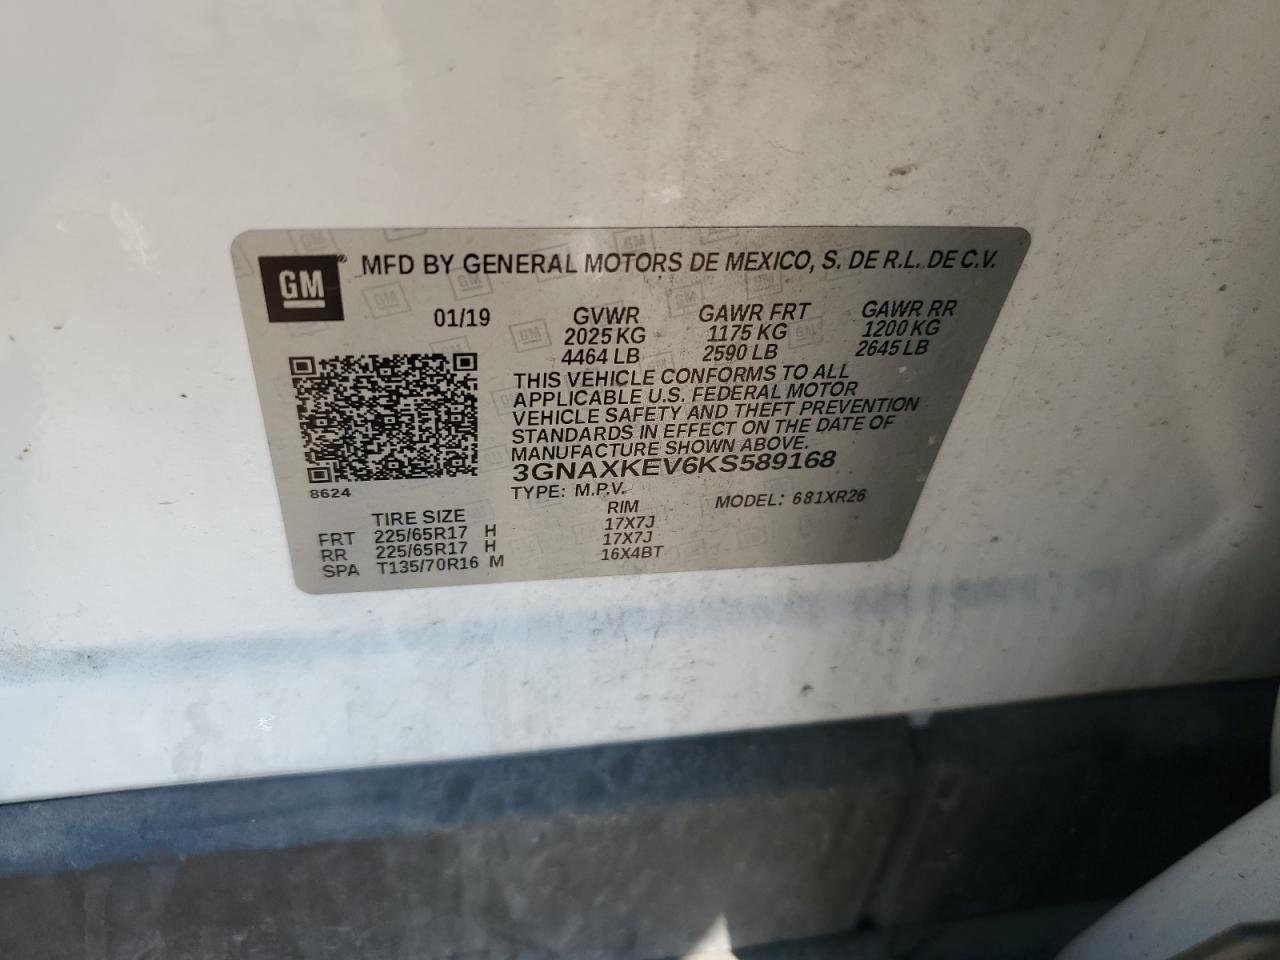 GM® MFD BY GENERAL MOTORS DE MEXICO, S. DE R.L. DE C.V.
01/19 GVWR GAWR FRT GAWR RR
2025 KG 1175 KG 1200 KG
4464 LB 2590 LB 2645 LB
THIS VEHICLE CONFORMS TO ALL
APPLICABLE U.S. FEDERAL MOTOR
VEHICLE SAFETY AND THEFT PREVENTION
STANDARDS IN EFFECT ON THE DATE OF
MANUFACTURE SHOWN ABOVE.
3GNAXKEV6KS589168
8624 TYPE: M.P.V. MODEL: 681XR26
TIRE SIZE RIM
FRT 225/65R17 H 17X7J
RR 225/65R17 H 17X7J
SPA T135/70R16 M 16X4BT